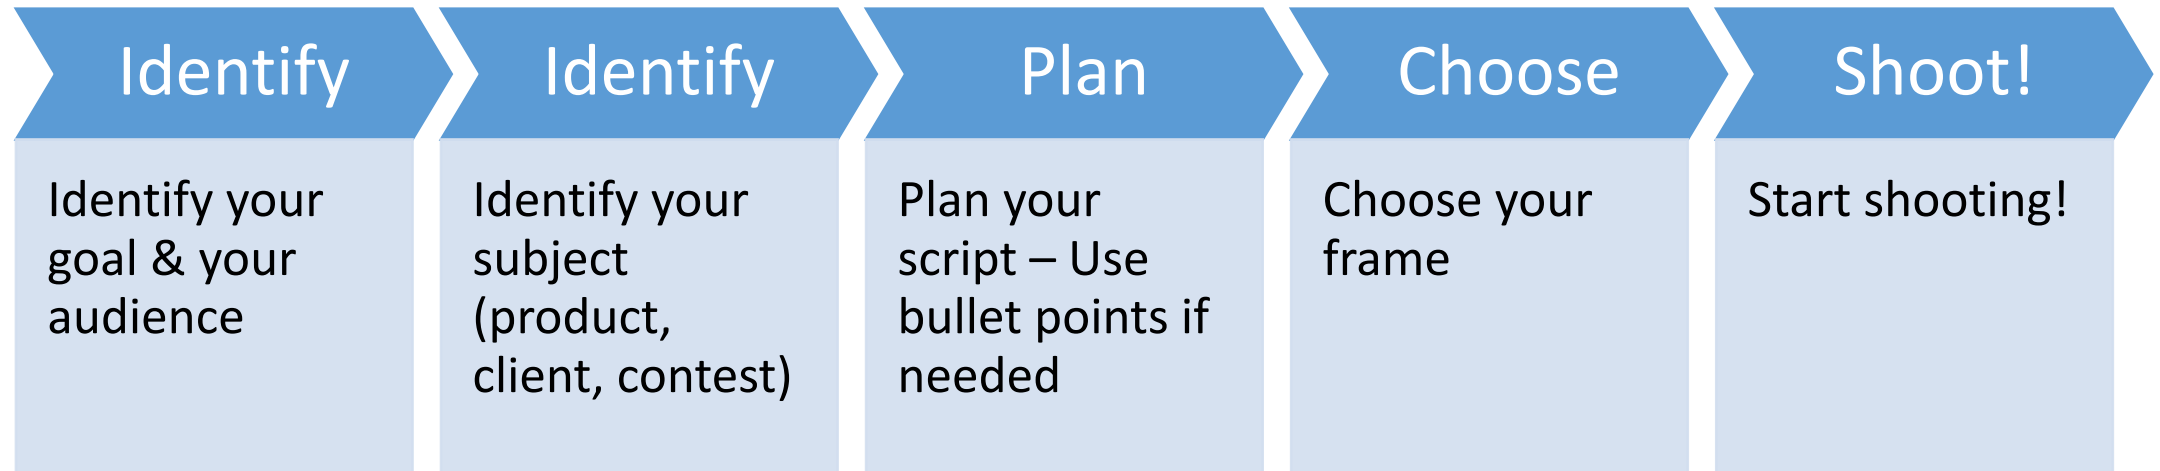 Identify
Identify your
goal & your
audience
Identify
Identify your
subject
(product,
client, contest)
Plan
Plan your
script – Use
bullet points if
needed
Choose
Choose your
frame
Shoot!
Start shooting!